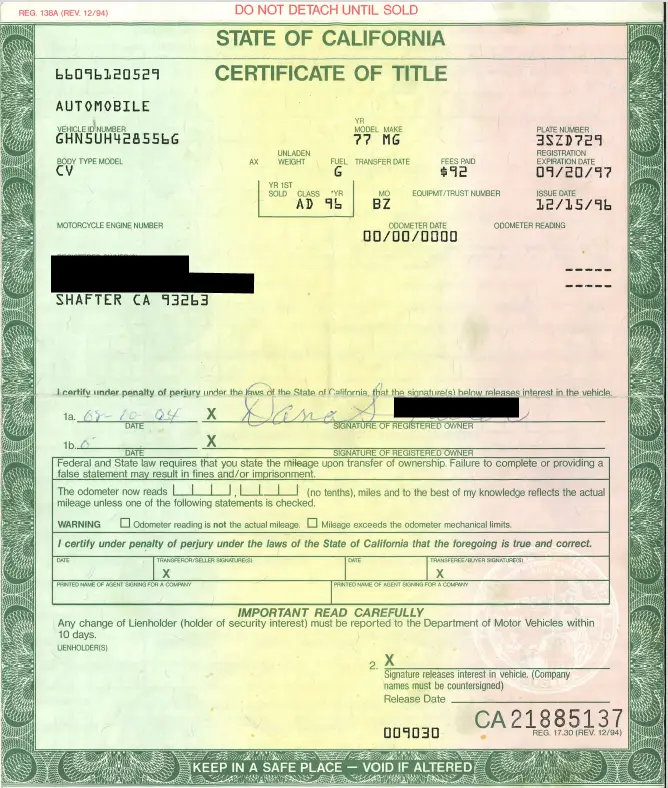 REG. 138A (REV. 12/94)
DO NOT DETACH UNTIL SOLD
STATE OF CALIFORNIA
66096120529
CERTIFICATE OF TITLE
AUTOMOBILE
VEHICLE ID NUMBER YR MODEL MAKE PLATE NUMBER
GHN5UH428556G 77 MG 3SZD729
BODY TYPE MODEL AX UNLADEN WEIGHT FUEL TRANSFER DATE FEES PAID REGISTRATION EXPIRATION DATE
CV G $92 09/20/97
YR 1ST SOLD CLASS *YR MO EQUIPMT/TRUST NUMBER ISSUE DATE
AD 96 BZ 12/15/96
MOTORCYCLE ENGINE NUMBER ODOMETER DATE ODOMETER READING
00/00/0000
-----
-----
SHAFTER CA 93263
I certify under penalty of perjury under the laws of the State of California, that the signature(s) below releases interest in the vehicle.
1a. X Dana S
DATE SIGNATURE OF REGISTERED OWNER
1b. X
DATE SIGNATURE OF REGISTERED OWNER
Federal and State law requires that you state the mileage upon transfer of ownership. Failure to complete or providing a
false statement may result in fines and/or imprisonment.
The odometer now reads , (no tenths), miles and to the best of my knowledge reflects the actual
mileage unless one of the following statements is checked.
WARNING Odometer reading is not the actual mileage. Mileage exceeds the odometer mechanical limits.
I certify under penalty of perjury under the laws of the State of California that the foregoing is true and correct.
DATE TRANSFEROR/SELLER SIGNATURE(S) DATE TRANSFEREE/BUYER SIGNATURE(S)
X X
PRINTED NAME OF AGENT SIGNING FOR A COMPANY PRINTED NAME OF AGENT SIGNING FOR A COMPANY
IMPORTANT READ CAREFULLY
Any change of Lienholder (holder of security interest) must be reported to the Department of Motor Vehicles within
10 days.
LIENHOLDER(S)
2. X
Signature releases interest in vehicle. (Company
names must be countersigned)
Release Date
CA 21885137
009030 REG. 17.30 (REV. 12/94)
KEEP IN A SAFE PLACE — VOID IF ALTERED